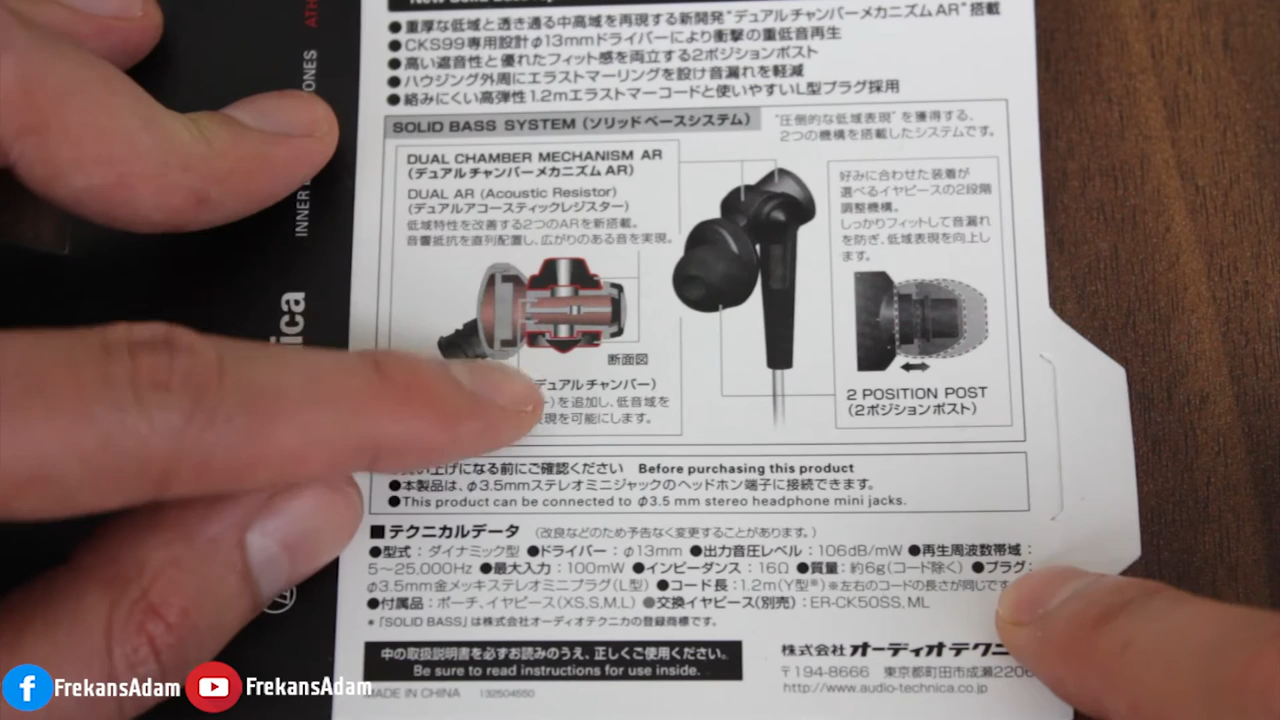 ●重厚な低域と透き通る中高域を再現する新開発"デュアルチャンバーメカニズムAR"搭載
●CKS99専用設計φ13mmドライバーにより衝撃の重低音再生
●高い遮音性と優れたフィット感を両立する2ポジションポスト
●ハウジング外周にエラストマーリングを設け音漏れを軽減
●絡みにくい高弾性1.2mエラストマーコードと使いやすいL型プラグ採用
SOLID BASS SYSTEM (ソリッドベースシステム)
"圧倒的な低域表現"を獲得する、
2つの機構を搭載したシステムです。
DUAL CHAMBER MECHANISM AR
(デュアルチャンバーメカニズムAR)
DUAL AR (Acoustic Resistor)
(デュアルアコースティックレジスター)
低域特性を改善する2つのARを新搭載。
音響抵抗を直列配置し、広がりのある音を実現。
断面図
デュアルチャンバー)
を追加し、低音域を
現を可能にします。
好みに合わせた装着が
選べるイヤピースの2段階
調整機構。
しっかりフィットして音漏れ
を防ぎ、低域表現を向上し
ます。
2 POSITION POST
(2ポジションポスト)
い上げになる前にご確認ください Before purchasing this product
●本製品は、φ3.5mmステレオミニジャックのヘッドホン端子に接続できます。
●This product can be connected to φ3.5 mm stereo headphone mini jacks.
■テクニカルデータ (改良などのため予告なく変更することがあります。)
●型式：ダイナミック型 ●ドライバー：φ13mm ●出力音圧レベル：106dB/mW ●再生周波数帯域：
5〜25,000Hz ●最大入力：100mW ●インピーダンス：16Ω ●質量：約6g(コード除く) ●プラグ：
φ3.5mm金メッキステレオミニプラグ(L型) ●コード長：1.2m(Y型※)※左右のコードの長さが同じです
●付属品：ポーチ、イヤピース(XS,S,M,L) ●交換イヤピース(別売)：ER-CK50SS, ML
*「SOLID BASS」は株式会社オーディオテクニカの登録商標です。
中の取扱説明書を必ずお読みのうえ、正しくご使用ください。
Be sure to read instructions for use inside.
株式会社オーディオテクニ
〒194-8666 東京都町田市成瀬2206
http://www.audio-technica.co.jp
MADE IN CHINA 132504550
INNER
ONES
ATH
ica
FrekansAdam
FrekansAdam